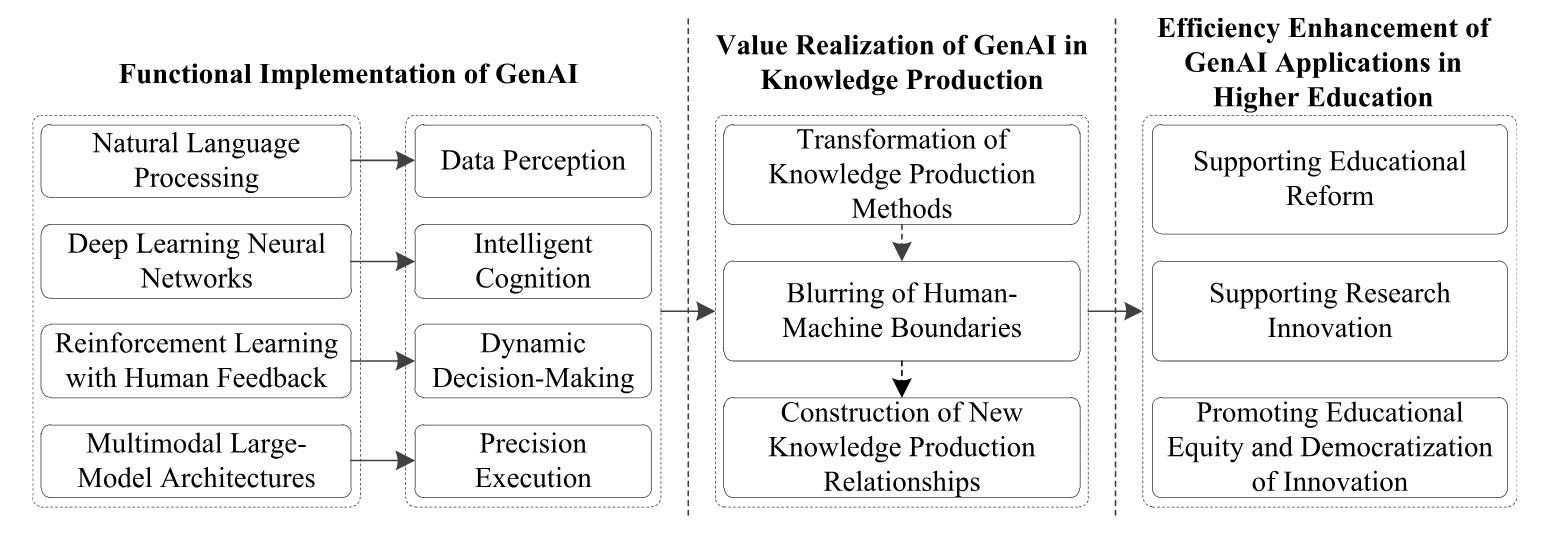 Functional Implementation of GenAI
Natural Language
Processing
Data Perception
Deep Learning Neural
Networks
Intelligent
Cognition
Reinforcement Learning
with Human Feedback
Dynamic
Decision-Making
Multimodal Large-
Model Architectures
Precision
Execution
Value Realization of GenAI in
Knowledge Production
Transformation of
Knowledge Production
Methods
Blurring of Human-
Machine Boundaries
Construction of New
Knowledge Production
Relationships
Efficiency Enhancement of
GenAI Applications in
Higher Education
Supporting Educational
Reform
Supporting Research
Innovation
Promoting Educational
Equity and Democratization
of Innovation